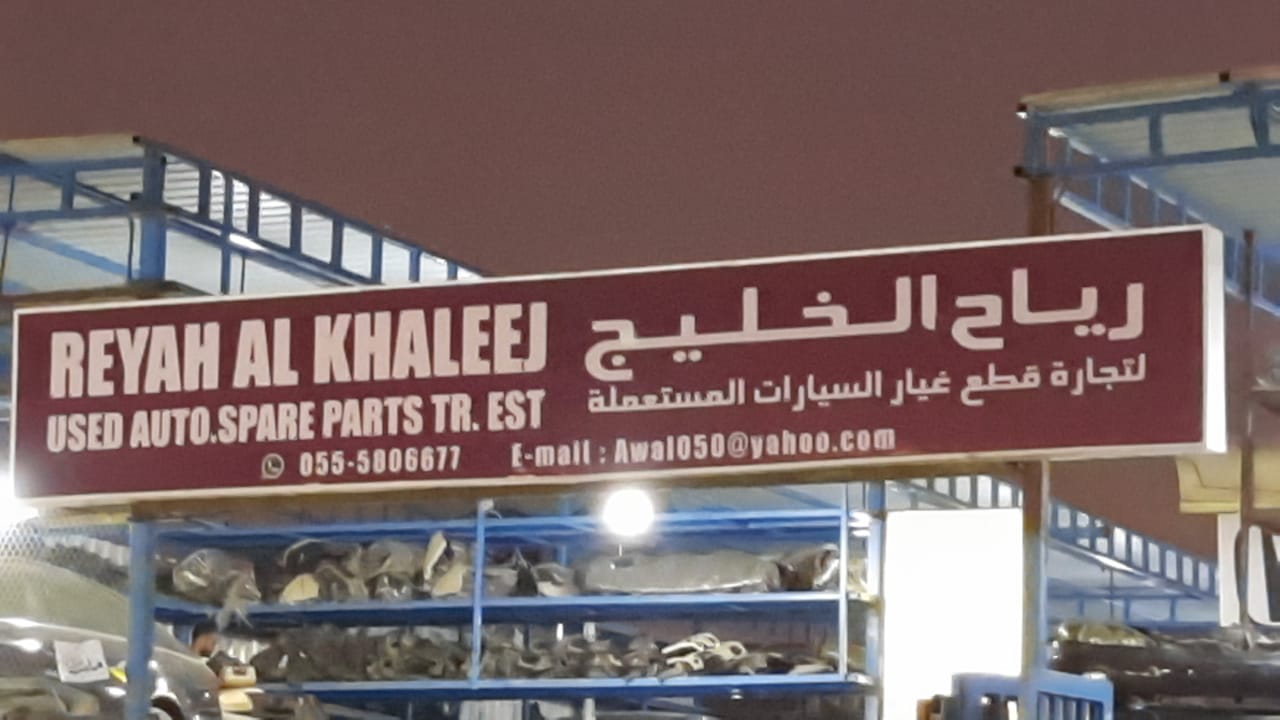 REYAH AL KHALEEJ
USED AUTO.SPARE PARTS TR. EST
رياح الخليج
لتجارة قطع غيار السيارات المستعملة
055-5806677 E-mail : Awal050@yahoo.com